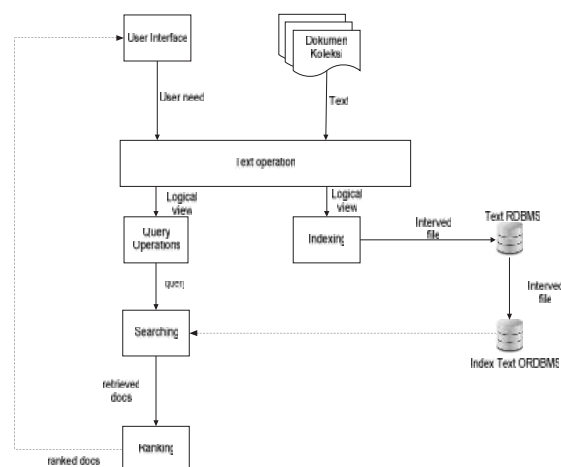 User Interface
Dokumen
Koleksi
User need
Text
Text operation
Logical
view
Logical
view
Query
Operations
Indexing
Interved
file
Text RDBMS
query
Interved
file
Searching
Index Text ORDBMS
retrieved
docs
Ranking
ranked docs